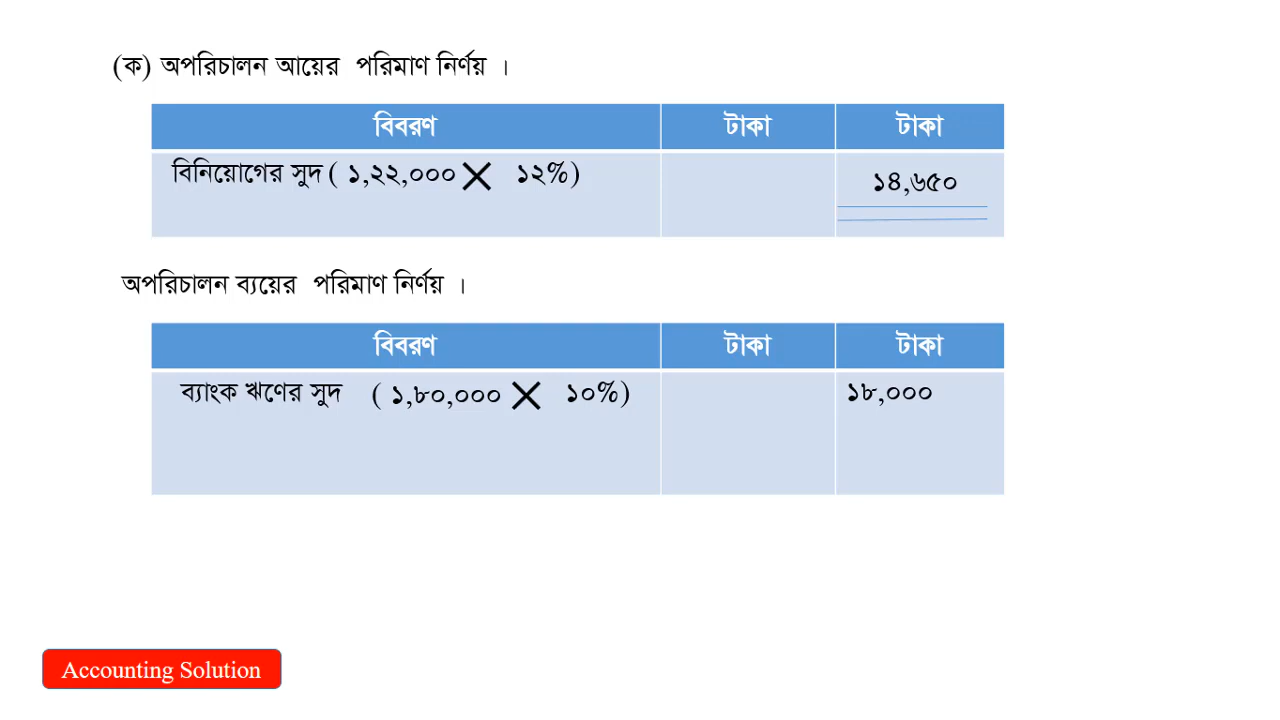 (ক) অপরিচালন আয়ের পরিমাণ নির্ণয় ।
বিবরণ টাকা টাকা
বিনিয়োগের সুদ ( ১,২২,০০০ × ১২%) ১৪,৬৫০
অপরিচালন ব্যয়ের পরিমাণ নির্ণয় ।
বিবরণ টাকা টাকা
ব্যাংক ঋণের সুদ ( ১,৮০,০০০ × ১০%) ১৮,০০০
Accounting Solution